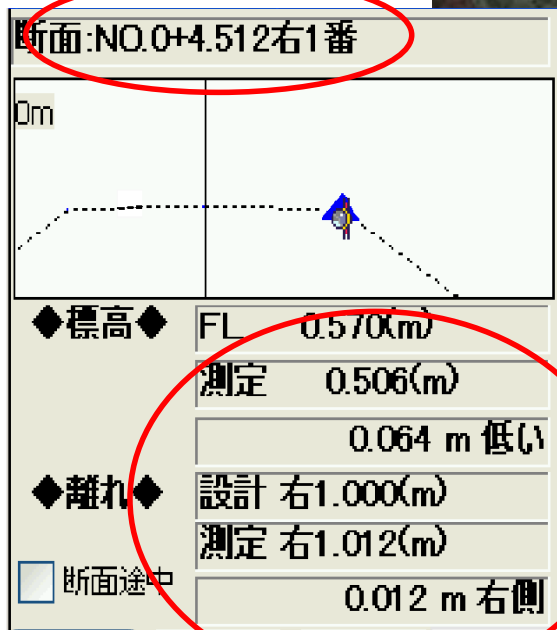 断面:NO.0+4.512右1番
0m
◆標高◆ FL 0.570(m)
測定 0.506(m)
0.064 m 低い
◆離れ◆ 設計 右1.000(m)
測定 右1.012(m)
断面途中
0.012 m 右側